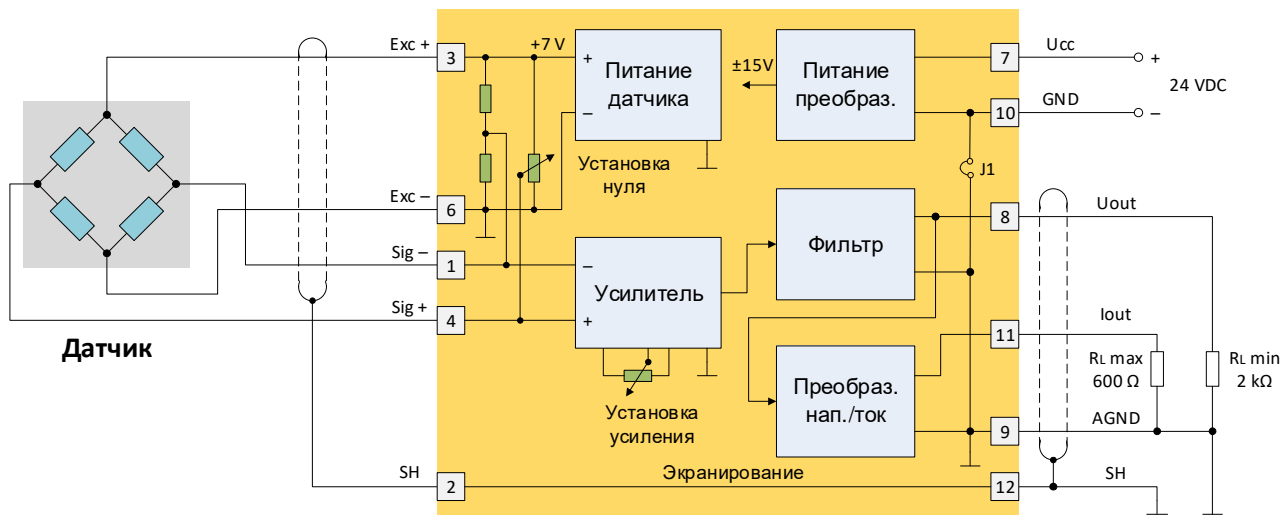 Exc +
3
+7 V
+
−
Питание
датчика
±15V
Питание
преобраз.
7
Ucc
+
24 VDC
10
GND
−
J1
Установка
нуля
Exc −
6
Sig −
1
Sig +
4
Датчик
−
+
Усилитель
Установка
усиления
Фильтр
8
Uout
Преобраз.
нап./ток
11
Iout
RL max
600 Ω
RL min
2 kΩ
9
AGND
SH
2
Экранирование
12
SH